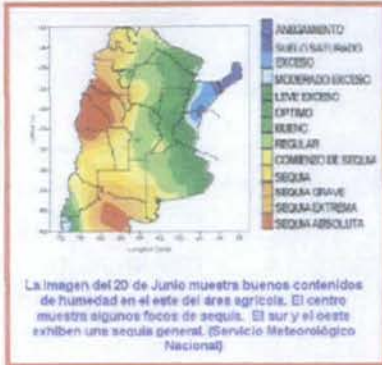 ANEGAMIENTO
SUELO SATURADO
EXCESO
MODERADO EXCESO
LEVE EXCESO
OPTIMO
BUENO
REGULAR
COMIENZO DE SEQUIA
SEQUIA
SEQUIA GRAVE
SEQUIA EXTREMA
SEQUIA ABSOLUTA
La imagen del 20 de Junio muestra buenos contenidos
de humedad en el este del área agrícola. El centro
muestra algunos focos de sequía. El sur y el oeste
exhiben una sequía general. (Servicio Meteorológico
Nacional)